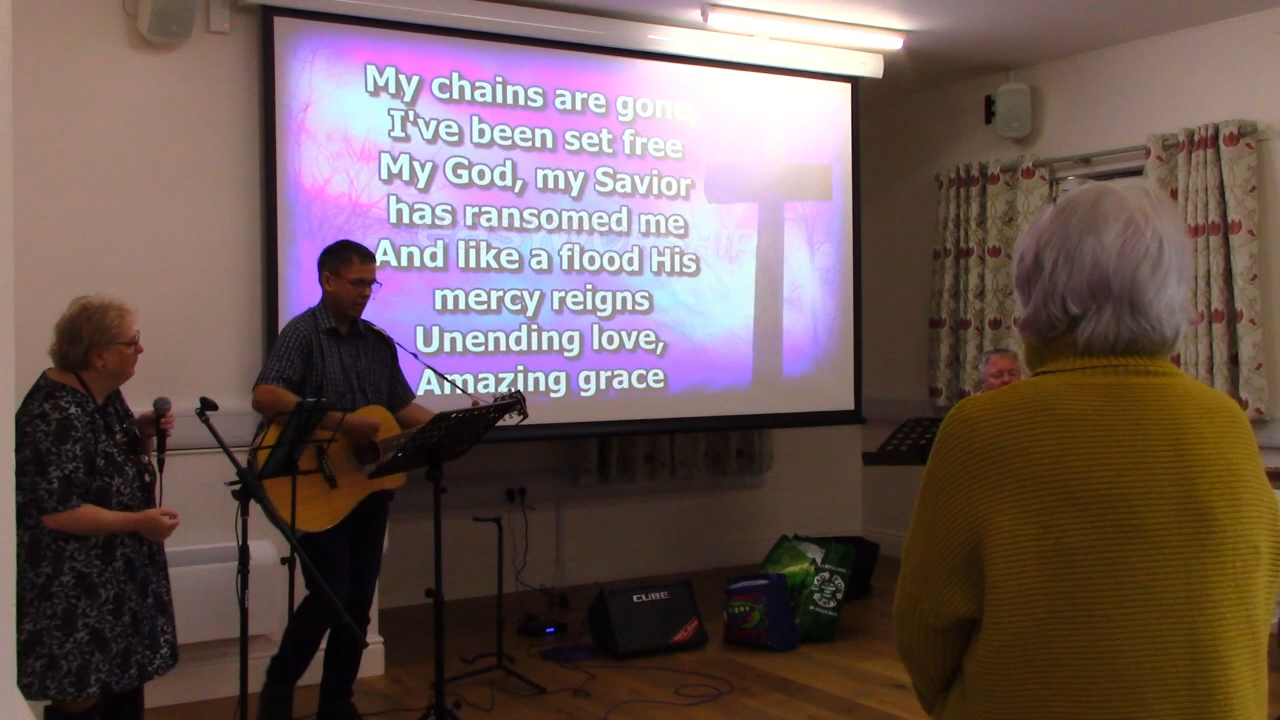 My chains are gone,
I've been set free
My God, my Savior
has ransomed me
And like a flood His
mercy reigns
Unending love,
Amazing grace
CUBE